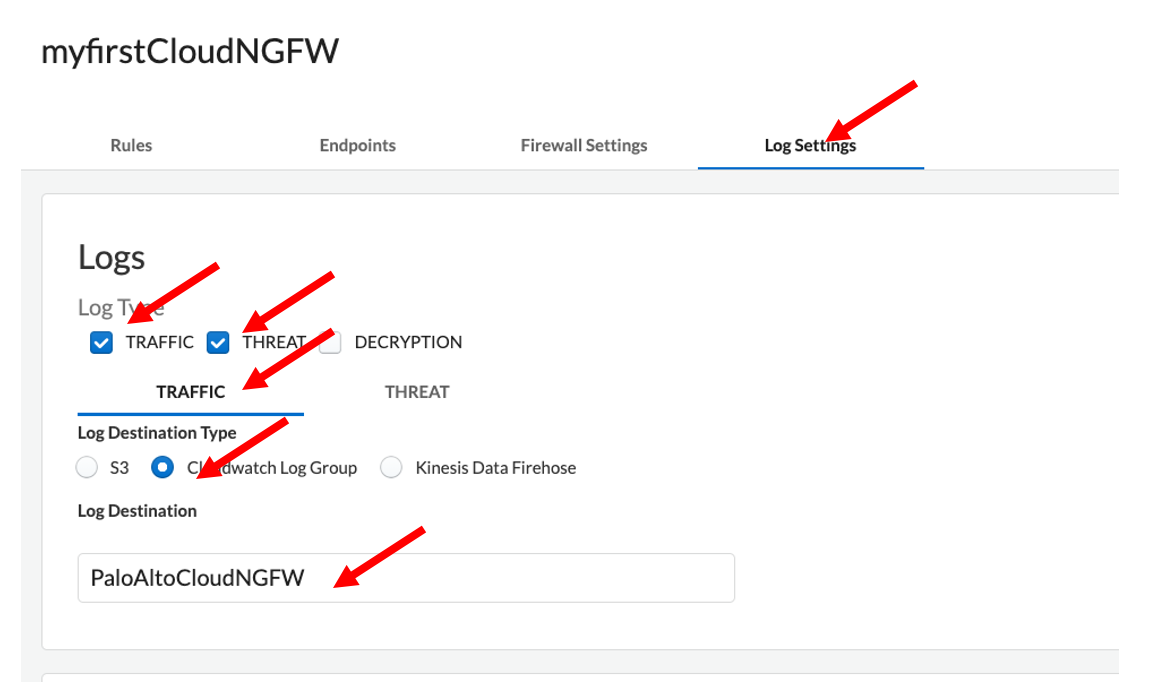 myfirstCloudNGFW
Rules Endpoints Firewall Settings Log Settings
Logs
Log Type
TRAFFIC THREAT DECRYPTION
TRAFFIC THREAT
Log Destination Type
S3 Cloudwatch Log Group Kinesis Data Firehose
Log Destination
PaloAltoCloudNGFW